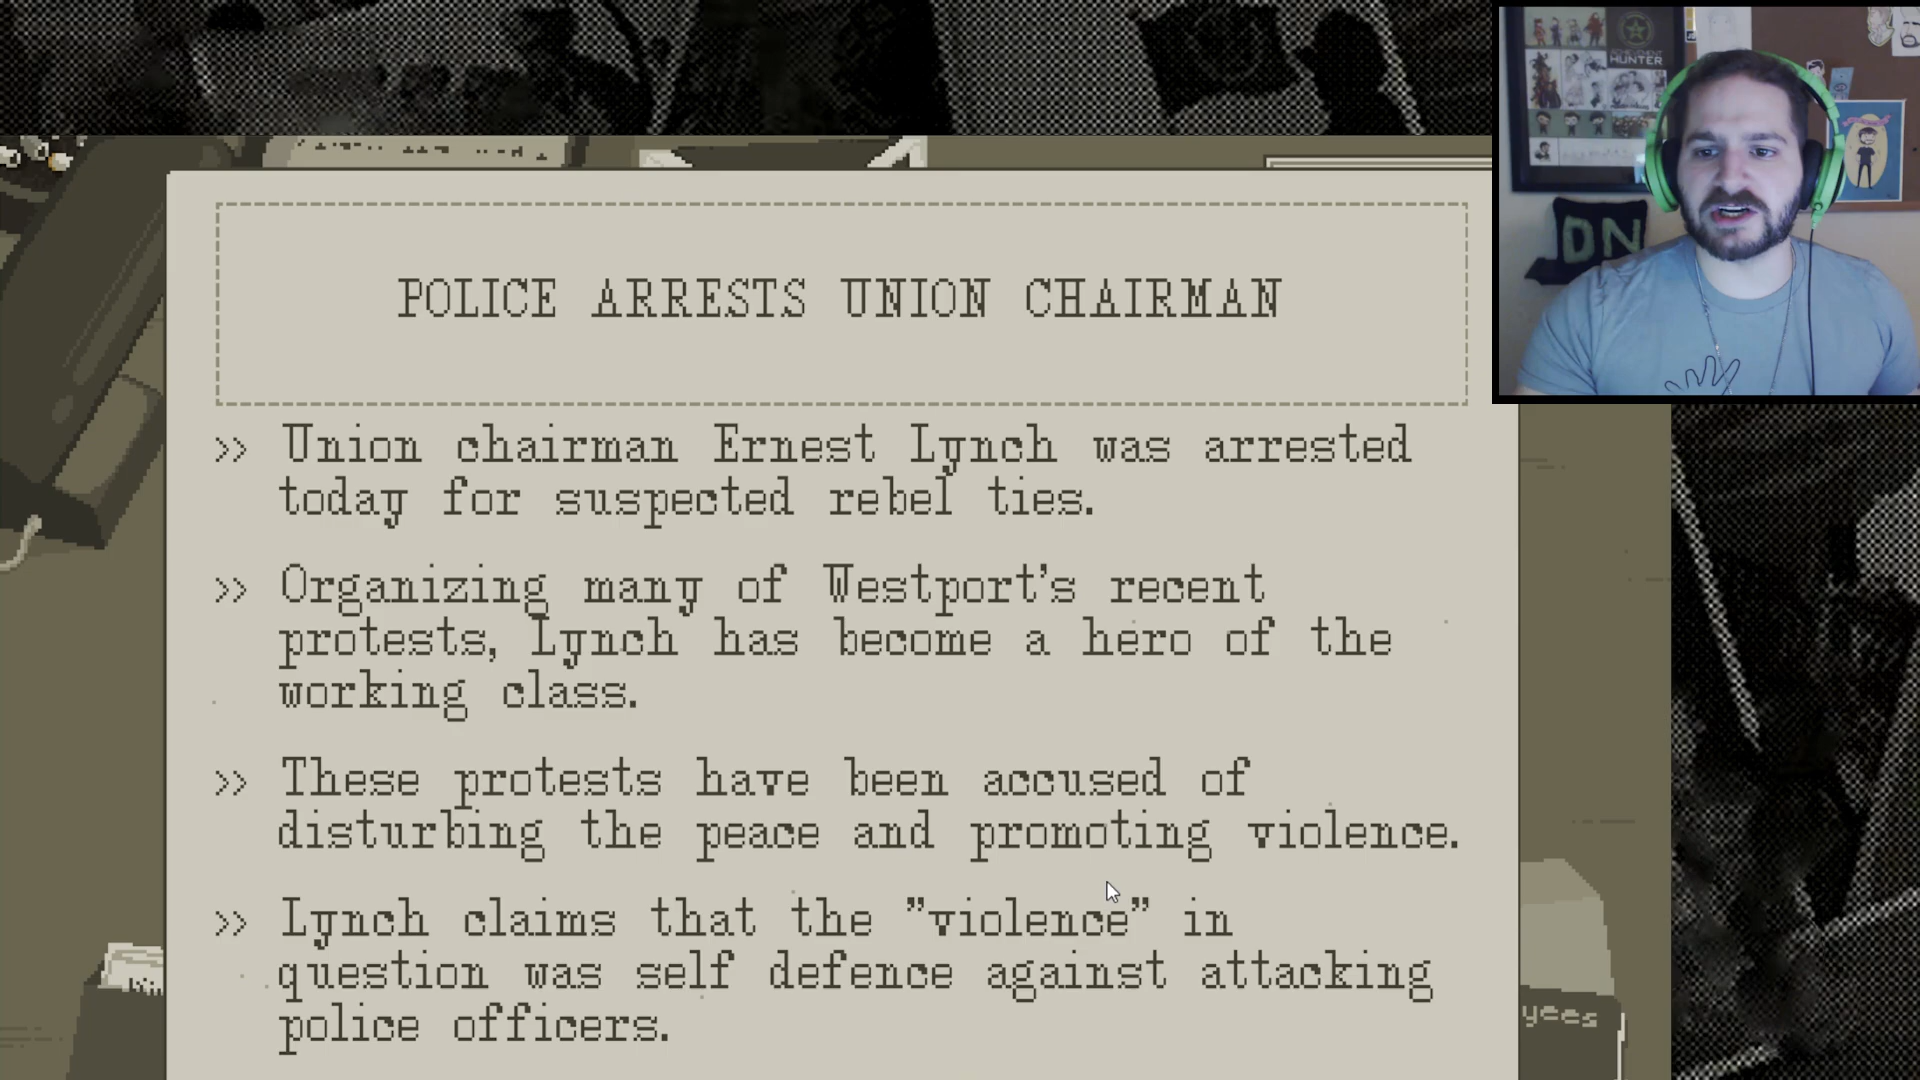 HUNTER
DN
POLICE ARRESTS UNION CHAIRMAN
>> Union chairman Ernest Lynch was arrested
today for suspected rebel ties.
>> Organizing many of Westport's recent
protests, Lynch has become a hero of the
working class.
>> These protests have been accused of
disturbing the peace and promoting violence.
>> Lynch claims that the "violence" in
question was self defence against attacking
police officers.
yees